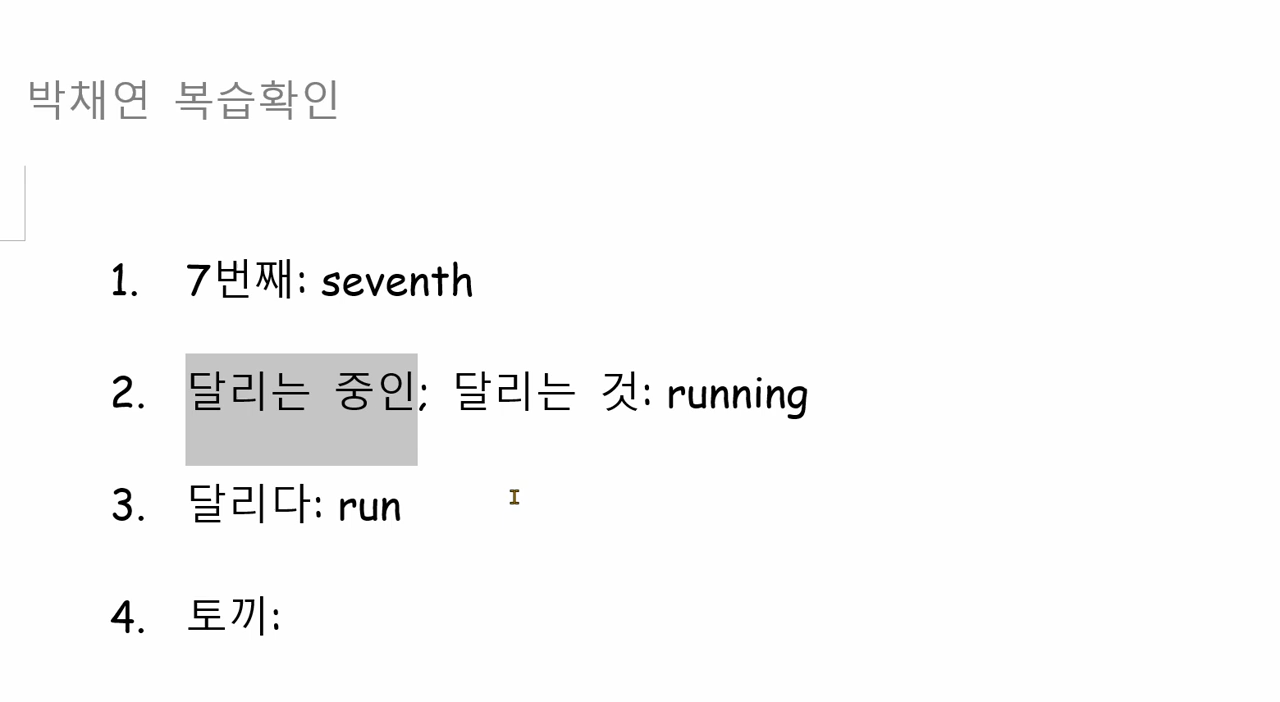 박채연 복습확인
1. 7번째: seventh
2. 달리는 중인; 달리는 것: running
3. 달리다: run
4. 토끼: